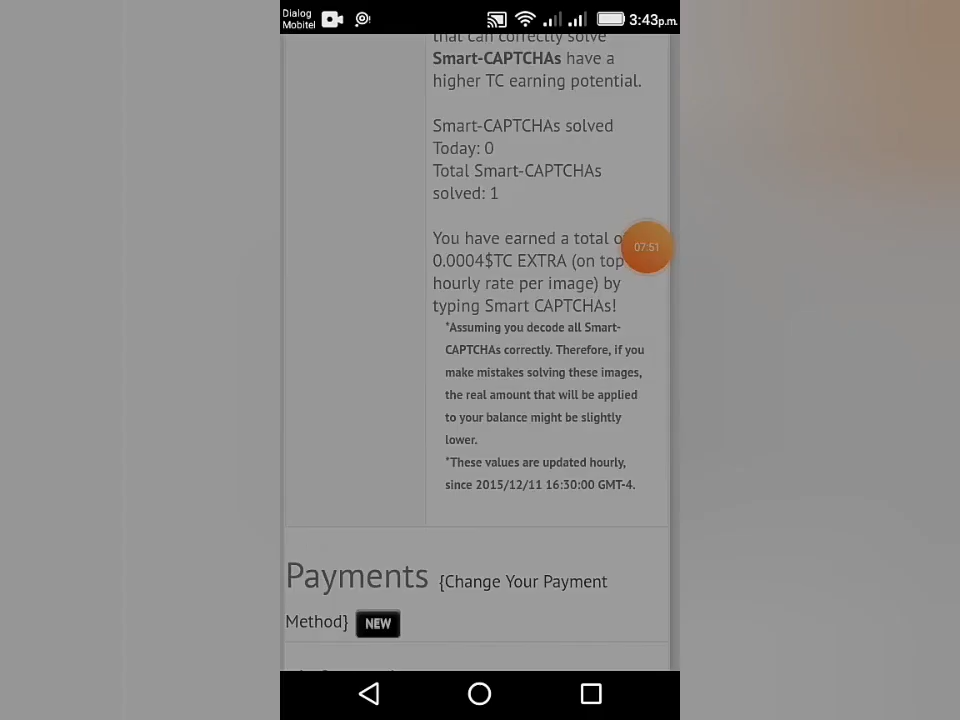 Dialog
Mobitel
3:43p.m.
that can correctly solve
Smart-CAPTCHAs have a
higher TC earning potential.
Smart-CAPTCHAs solved
Today: 0
Total Smart-CAPTCHAs
solved: 1
You have earned a total o
07:51
0.0004$TC EXTRA (on top
hourly rate per image) by
typing Smart CAPTCHAs!
*Assuming you decode all Smart-
CAPTCHAs correctly. Therefore, if you
make mistakes solving these images,
the real amount that will be applied
to your balance might be slightly
lower.
*These values are updated hourly,
since 2015/12/11 16:30:00 GMT-4.
Payments {Change Your Payment
Method} NEW